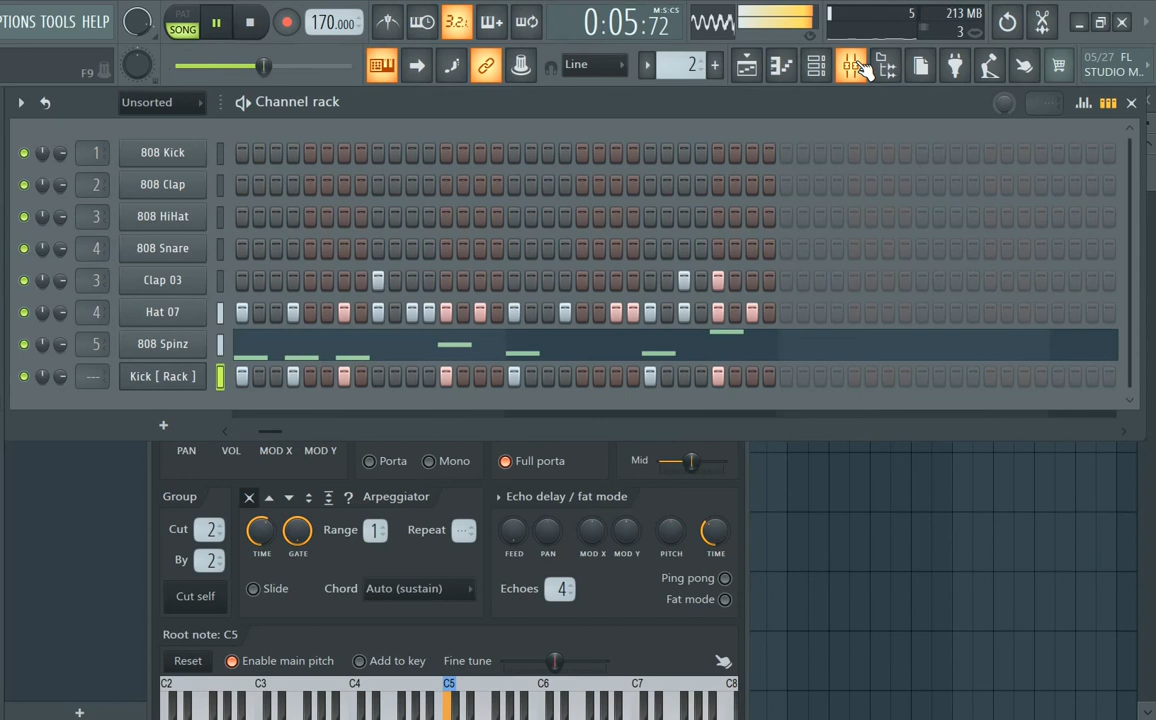 PTIONS TOOLS HELP
PAT
SONG
170.000
3.2.
0:05:72
M:S:CS
5
213 MB
3
F9
Line
2
05/27 FL
STUDIO M..
Unsorted
Channel rack
1
808 Kick
2
808 Clap
3
808 HiHat
4
808 Snare
3
Clap 03
4
Hat 07
5
808 Spinz
---
Kick [ Rack ]
+
PAN VOL MOD X MOD Y
Porta
Mono
Full porta
Mid
Group
Arpeggiator
Echo delay / fat mode
Cut 2
Range 1
Repeat ---
TIME GATE
FEED PAN MOD X MOD Y PITCH TIME
By 2
Ping pong
Cut self
Slide
Chord Auto (sustain)
Echoes 4
Fat mode
Root note: C5
Reset
Enable main pitch
Add to key
Fine tune
C2 C3 C4 C5 C6 C7 C8
+